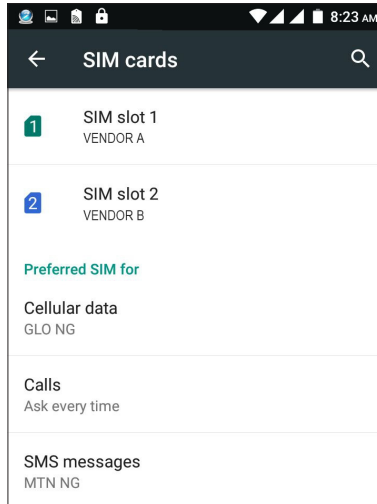 8:23 AM
SIM cards
1
SIM slot 1
VENDOR A
2
SIM slot 2
VENDOR B
Preferred SIM for
Cellular data
GLO NG
Calls
Ask every time
SMS messages
MTN NG